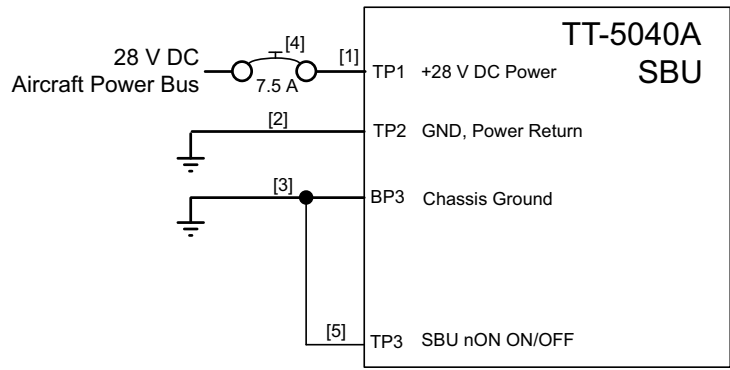 TT-5040A
SBU
28 V DC
Aircraft Power Bus
[4]
7.5 A
[1]
TP1 +28 V DC Power
[2]
TP2 GND, Power Return
[3]
BP3 Chassis Ground
[5]
TP3 SBU nON ON/OFF